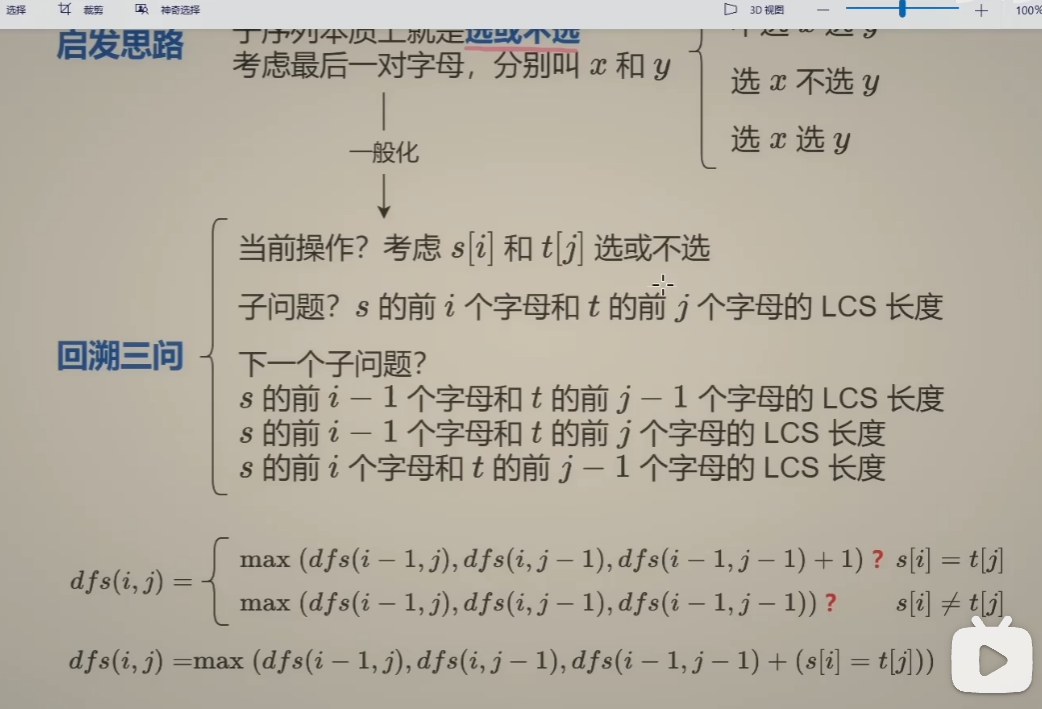 选择 裁剪 神奇选择 3D 视图 100%
启发思路
子序列本质上就是选或不选
考虑最后一对字母，分别叫 x 和 y
不选 x 选 y
选 x 不选 y
选 x 选 y
一般化
回溯三问
当前操作？考虑 s[i] 和 t[j] 选或不选
子问题？s 的前 i 个字母和 t 的前 j 个字母的 LCS 长度
下一个子问题？
s 的前 i − 1 个字母和 t 的前 j − 1 个字母的 LCS 长度
s 的前 i − 1 个字母和 t 的前 j 个字母的 LCS 长度
s 的前 i 个字母和 t 的前 j − 1 个字母的 LCS 长度
dfs(i, j) =
max (dfs(i − 1, j), dfs(i, j − 1), dfs(i − 1, j − 1) + 1) ? s[i] = t[j]
max (dfs(i − 1, j), dfs(i, j − 1), dfs(i − 1, j − 1)) ? s[i] ≠ t[j]
dfs(i, j) =max (dfs(i − 1, j), dfs(i, j − 1), dfs(i − 1, j − 1) + (s[i] = t[j]))